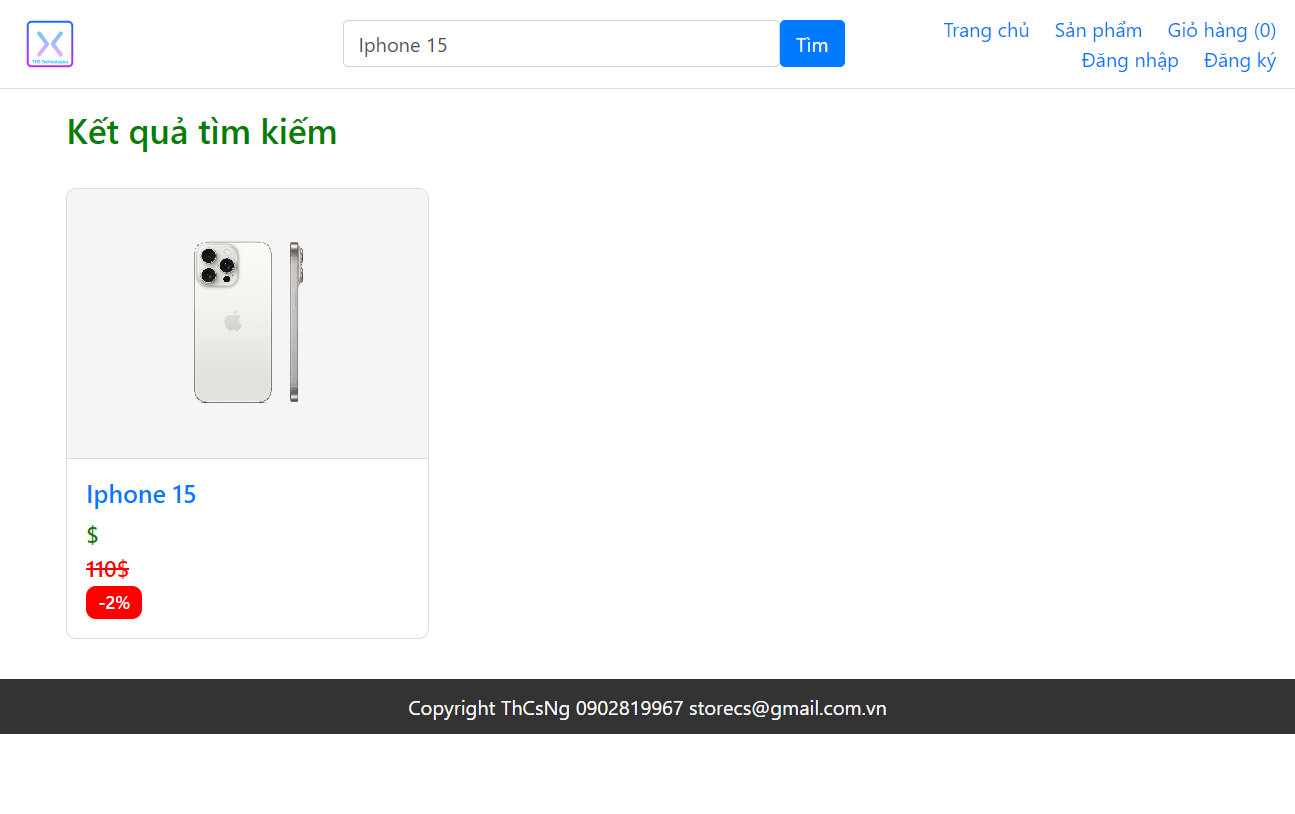 TNS Technologies
Iphone 15
Tìm
Trang chủ Sản phẩm Giỏ hàng (0)
Đăng nhập Đăng ký
Kết quả tìm kiếm
Iphone 15
$
110$
-2%
Copyright ThCsNg 0902819967 storecs@gmail.com.vn